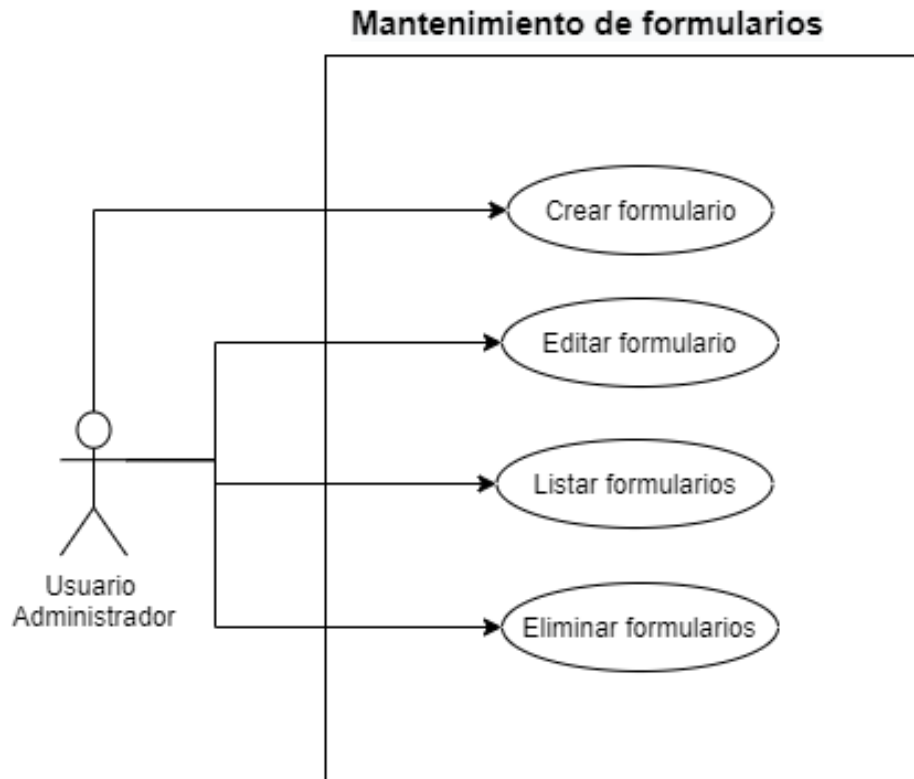 Mantenimiento de formularios
Crear formulario
Editar formulario
Listar formularios
Eliminar formularios
Usuario
Administrador